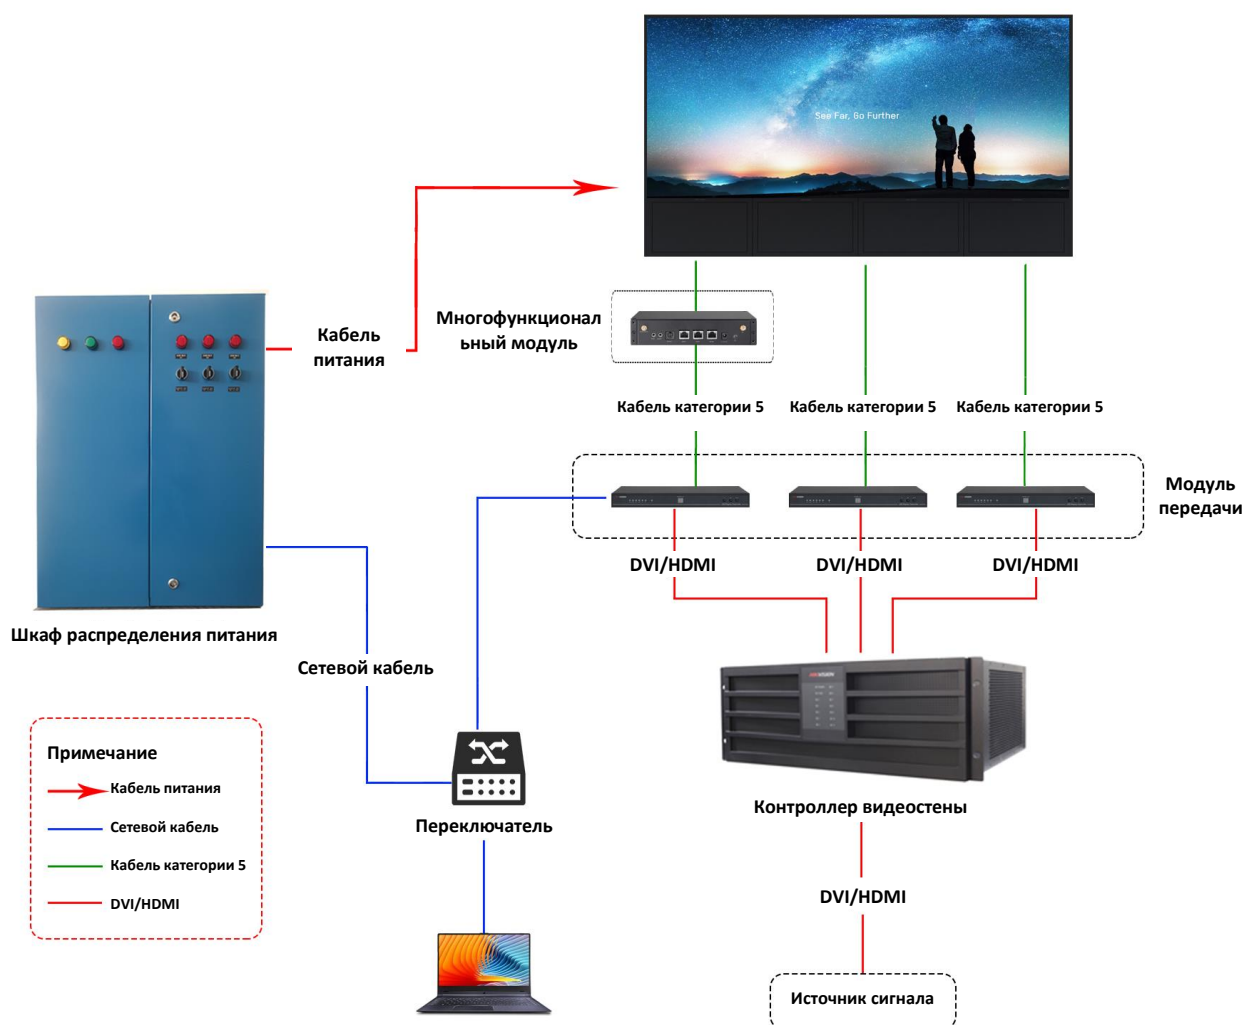 See Far, Go Further
Кабель
питания
Многофункционал
ьный модуль
Кабель категории 5
Кабель категории 5
Кабель категории 5
Модуль
передачи
DVI/HDMI
DVI/HDMI
DVI/HDMI
Шкаф распределения питания
Сетевой кабель
HIKVISION
Примечание
Кабель питания
Сетевой кабель
Кабель категории 5
DVI/HDMI
Переключатель
Контроллер видеостены
DVI/HDMI
Источник сигнала